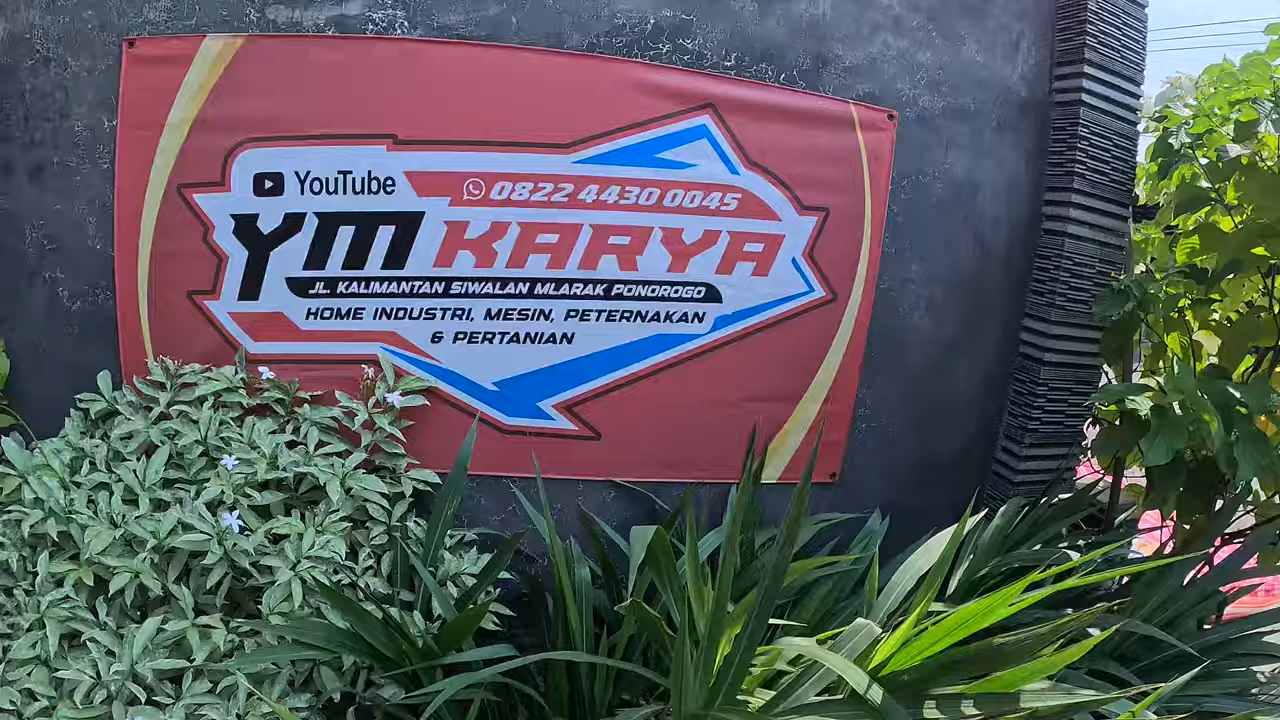 YouTube
0822 4430 0045
YM KARYA
JL. KALIMANTAN SIWALAN MLARAK PONOROGO
HOME INDUSTRI, MESIN, PETERNAKAN
& PERTANIAN